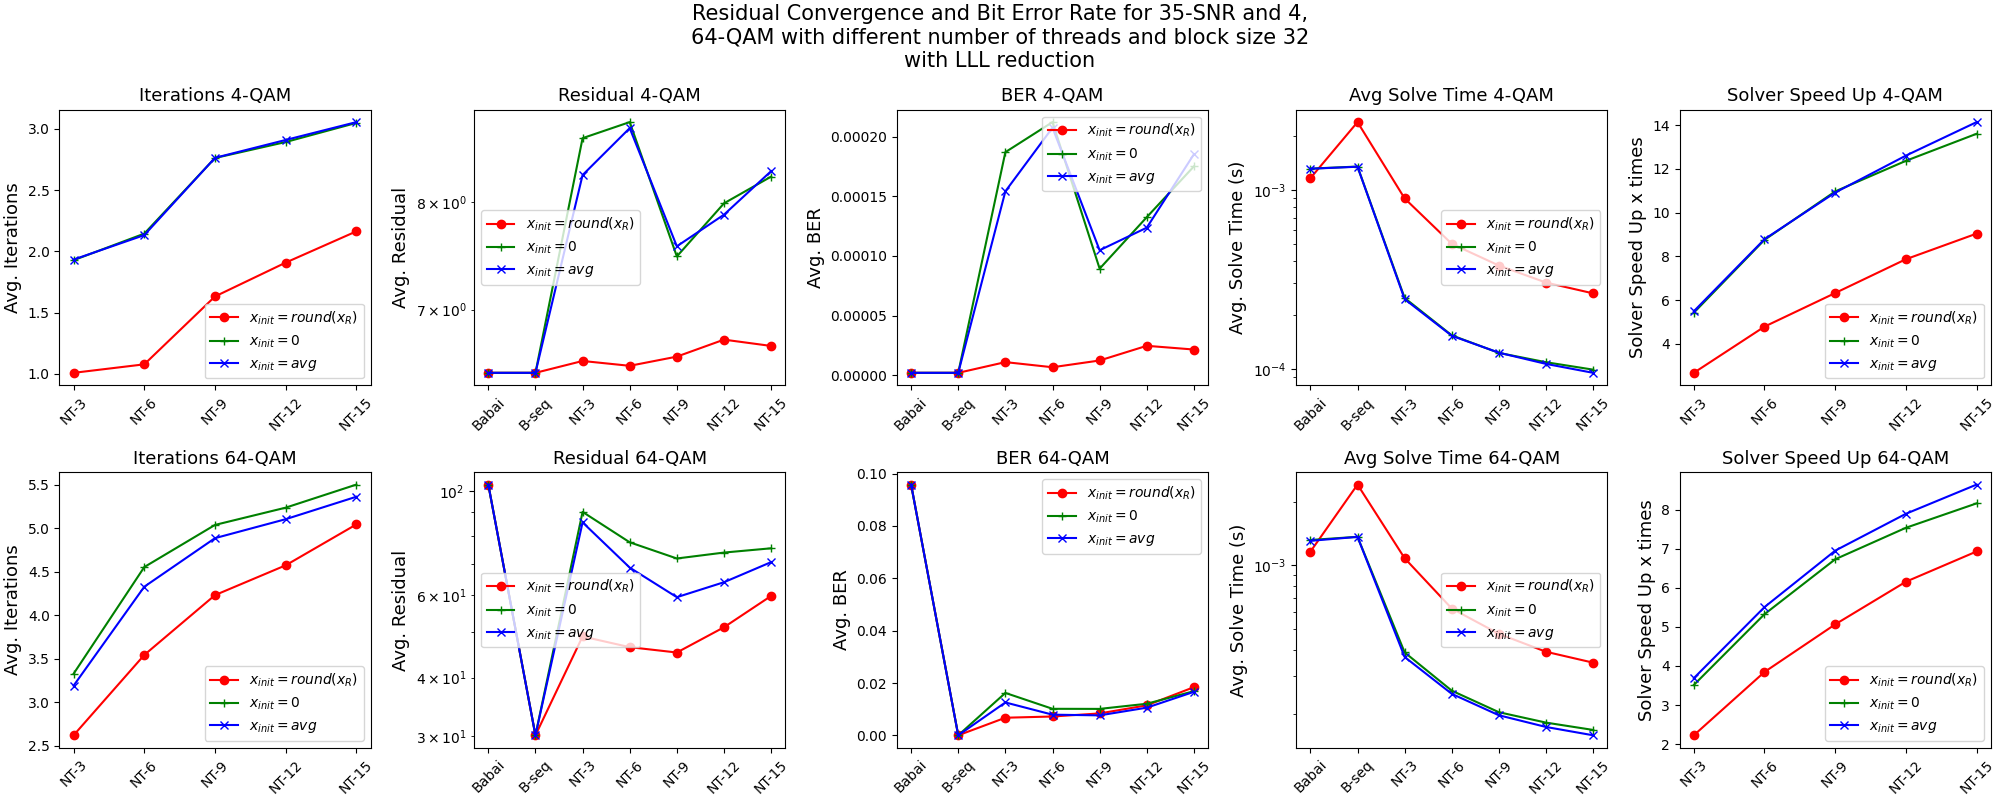 Residual Convergence and Bit Error Rate for 35-SNR and 4,
64-QAM with different number of threads and block size 32
with LLL reduction
Iterations 4-QAM
Avg. Iterations
3.0
2.5
2.0
1.5
1.0
NT-3
NT-6
NT-9
NT-12
NT-15
x_init = round(x_R)
x_init = 0
x_init = avg
Residual 4-QAM
Avg. Residual
8 × 10⁰
7 × 10⁰
Babai
B-seq
NT-3
NT-6
NT-9
NT-12
NT-15
x_init = round(x_R)
x_init = 0
x_init = avg
BER 4-QAM
Avg. BER
0.00020
0.00015
0.00010
0.00005
0.00000
Babai
B-seq
NT-3
NT-6
NT-9
NT-12
NT-15
x_init = round(x_R)
x_init = 0
x_init = avg
Avg Solve Time 4-QAM
Avg. Solve Time (s)
10⁻³
10⁻⁴
Babai
B-seq
NT-3
NT-6
NT-9
NT-12
NT-15
x_init = round(x_R)
x_init = 0
x_init = avg
Solver Speed Up 4-QAM
Solver Speed Up x times
14
12
10
8
6
4
NT-3
NT-6
NT-9
NT-12
NT-15
x_init = round(x_R)
x_init = 0
x_init = avg
Iterations 64-QAM
Avg. Iterations
5.5
5.0
4.5
4.0
3.5
3.0
2.5
NT-3
NT-6
NT-9
NT-12
NT-15
x_init = round(x_R)
x_init = 0
x_init = avg
Residual 64-QAM
Avg. Residual
10²
6 × 10¹
4 × 10¹
3 × 10¹
Babai
B-seq
NT-3
NT-6
NT-9
NT-12
NT-15
x_init = round(x_R)
x_init = 0
x_init = avg
BER 64-QAM
Avg. BER
0.10
0.08
0.06
0.04
0.02
0.00
Babai
B-seq
NT-3
NT-6
NT-9
NT-12
NT-15
x_init = round(x_R)
x_init = 0
x_init = avg
Avg Solve Time 64-QAM
Avg. Solve Time (s)
10⁻³
Babai
B-seq
NT-3
NT-6
NT-9
NT-12
NT-15
x_init = round(x_R)
x_init = 0
x_init = avg
Solver Speed Up 64-QAM
Solver Speed Up x times
8
7
6
5
4
3
2
NT-3
NT-6
NT-9
NT-12
NT-15
x_init = round(x_R)
x_init = 0
x_init = avg